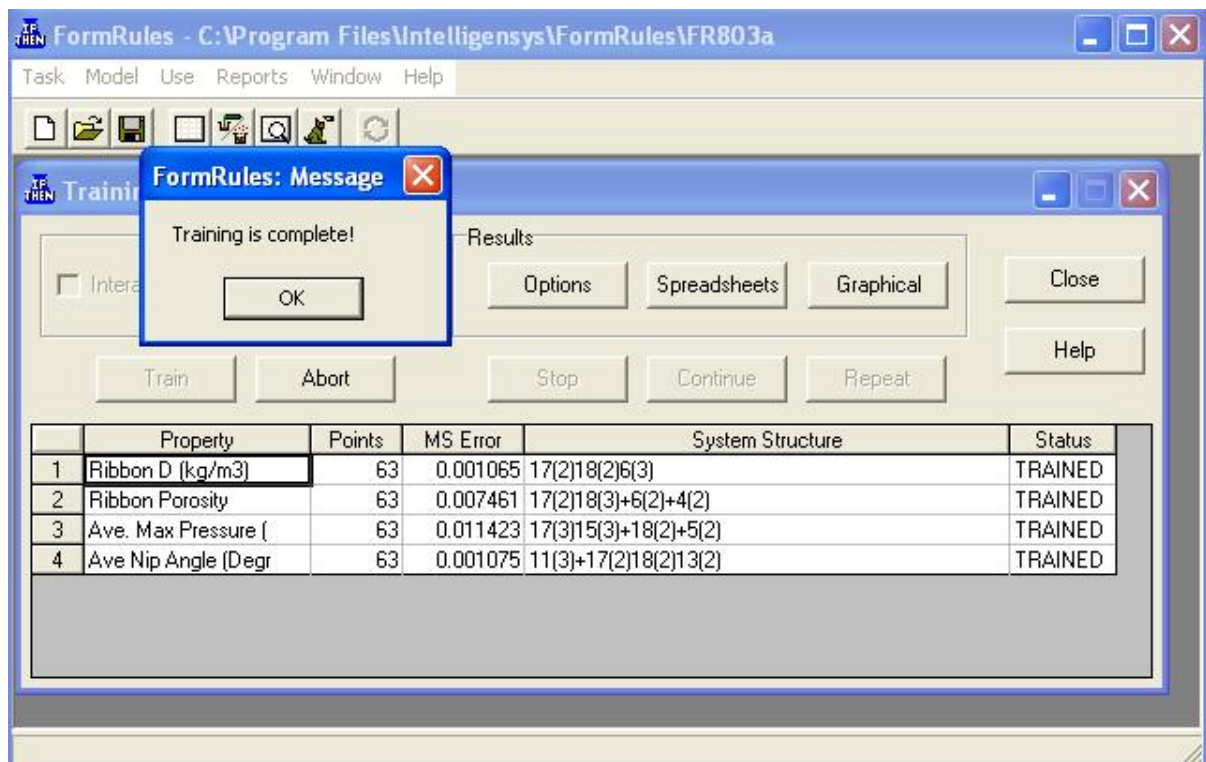 IF THEN FormRules - C:\Program Files\Intelligensys\FormRules\FR803a
Task Model Use Reports Window Help
IF THEN Traini
FormRules: Message
Training is complete!
OK
Intera
Results
Options Spreadsheets Graphical
Close
Help
Train Abort Stop Continue Repeat
Property Points MS Error System Structure Status
1 Ribbon D (kg/m3) 63 0.001065 17(2)18(2)6(3) TRAINED
2 Ribbon Porosity 63 0.007461 17(2)18(3)+6(2)+4(2) TRAINED
3 Ave. Max Pressure ( 63 0.011423 17(3)15(3)+18(2)+5(2) TRAINED
4 Ave Nip Angle (Degr 63 0.001075 11(3)+17(2)18(2)13(2) TRAINED